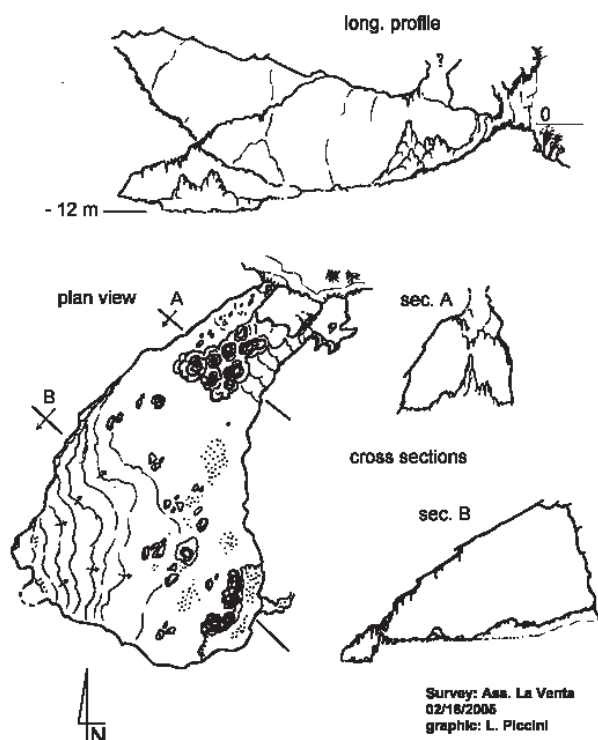 long. profile
?
0
- 12 m
plan view
A
sec. A
B
cross sections
sec. B
N
Survey: Ass. La Venta
02/16/2005
graphic: L. Piccini